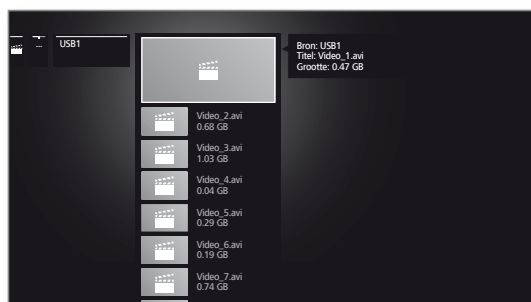 ...
USB1
Bron: USB1
Titel: Video_1.avi
Grootte: 0.47 GB
Video_2.avi
0.68 GB
Video_3.avi
1.03 GB
Video_4.avi
0.04 GB
Video_5.avi
0.29 GB
Video_6.avi
0.19 GB
Video_7.avi
0.74 GB